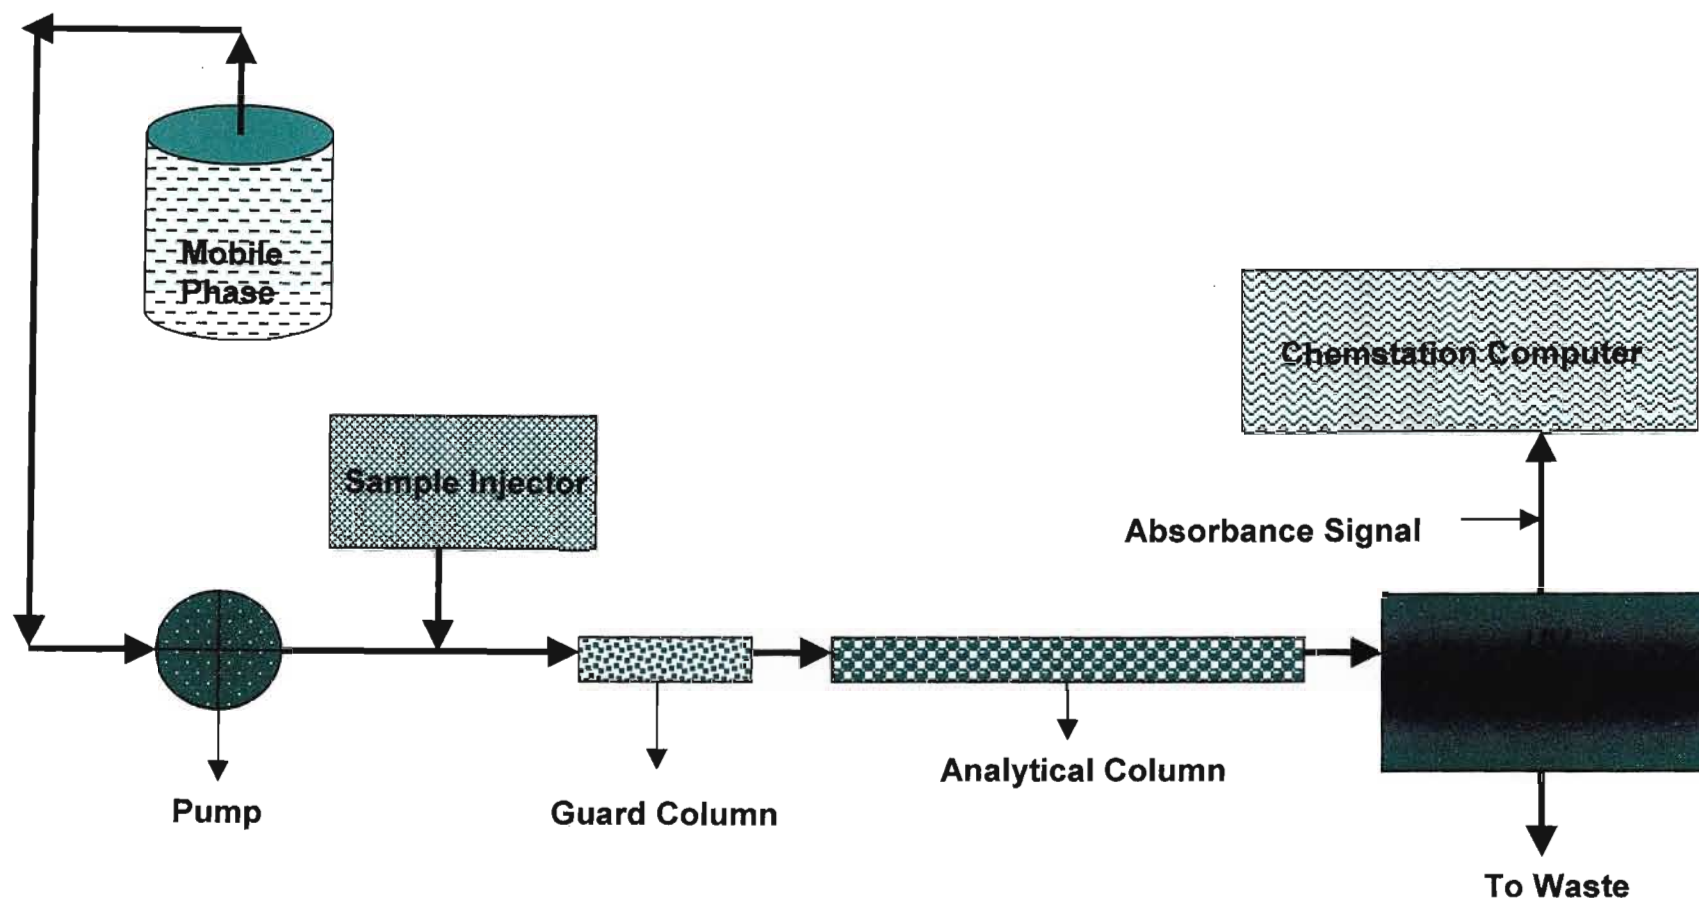 Mobile
Phase
Chemstation Computer
Sample Injector
Absorbance Signal
Analytical Column
Pump
Guard Column
To Waste